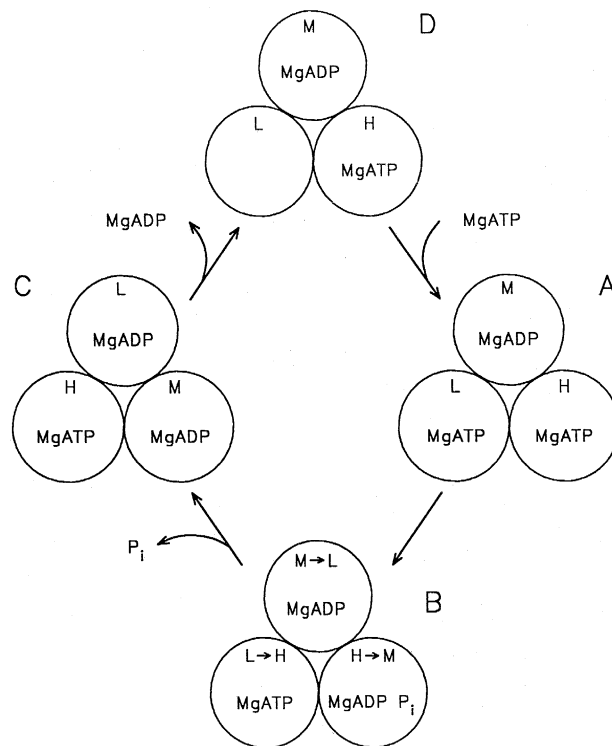 M
D
MgADP
L
H
MgATP
MgADP
MgATP
C
L
MgADP
H
M
MgATP
MgADP
A
M
MgADP
L
H
MgATP
MgATP
P_i
M→L
B
MgADP
L→H
H→M
MgATP
MgADP P_i